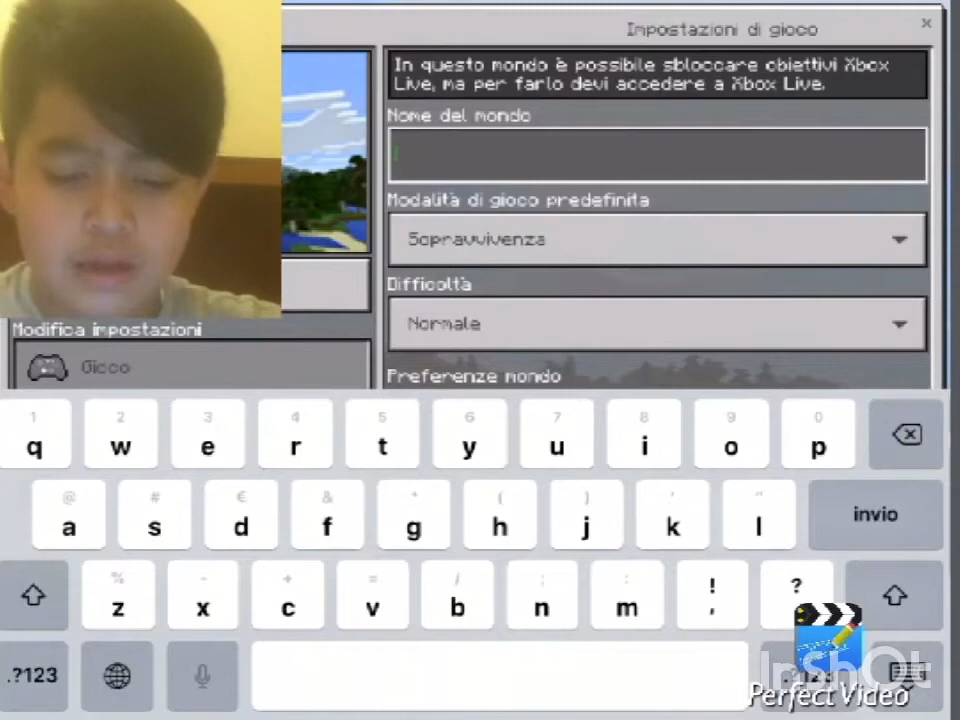 Impostazioni di gioco
×
In questo mondo è possibile sbloccare obiettivi Xbox
Live, ma per farlo devi accedere a Xbox Live.
Nome del mondo
Modalità di gioco predefinita
Sopravvivenza
Difficoltà
Normale
Modifica impostazioni
Gioco
Preferenze mondo
1 2 3 4 5 6 7 8 9 0
q w e r t y u i o p
@ # € & * ( ) ' "
a s d f g h j k l invio
% - + = / ; :
z x c v b n m ! , ?
.?123 .?123
InShOt
Perfect Video